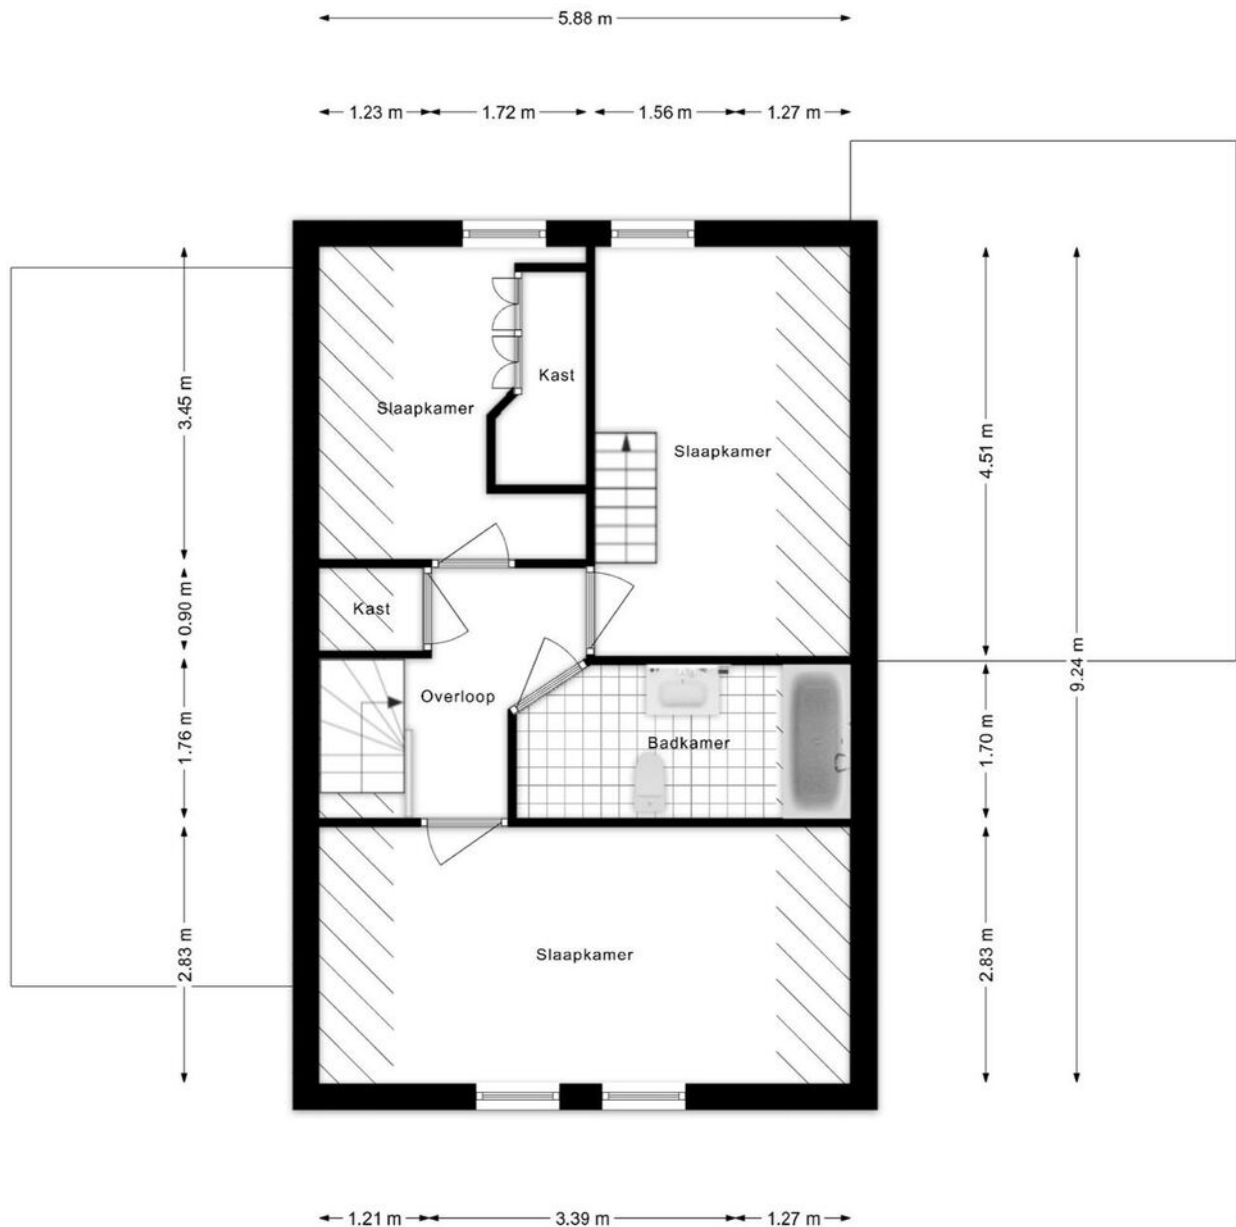 5.88 m
1.23 m
1.72 m
1.56 m
1.27 m
Kast
Slaapkamer
3.45 m
Slaapkamer
4.51 m
Kast
0.90 m
9.24 m
Overloop
1.76 m
Badkamer
1.70 m
Slaapkamer
2.83 m
2.83 m
1.21 m
3.39 m
1.27 m